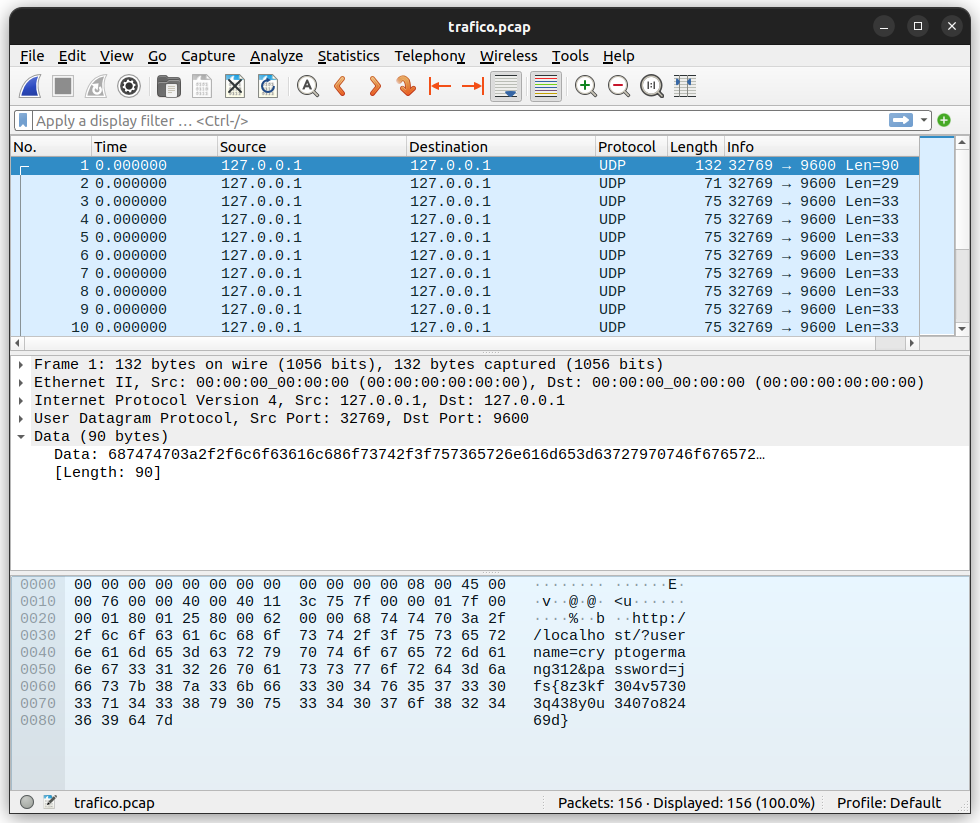 trafico.pcap
File Edit View Go Capture Analyze Statistics Telephony Wireless Tools Help
Apply a display filter … <Ctrl-/>
No. Time Source Destination Protocol Length Info
1 0.000000 127.0.0.1 127.0.0.1 UDP 132 32769 → 9600 Len=90
2 0.000000 127.0.0.1 127.0.0.1 UDP 71 32769 → 9600 Len=29
3 0.000000 127.0.0.1 127.0.0.1 UDP 75 32769 → 9600 Len=33
4 0.000000 127.0.0.1 127.0.0.1 UDP 75 32769 → 9600 Len=33
5 0.000000 127.0.0.1 127.0.0.1 UDP 75 32769 → 9600 Len=33
6 0.000000 127.0.0.1 127.0.0.1 UDP 75 32769 → 9600 Len=33
7 0.000000 127.0.0.1 127.0.0.1 UDP 75 32769 → 9600 Len=33
8 0.000000 127.0.0.1 127.0.0.1 UDP 75 32769 → 9600 Len=33
9 0.000000 127.0.0.1 127.0.0.1 UDP 75 32769 → 9600 Len=33
10 0.000000 127.0.0.1 127.0.0.1 UDP 75 32769 → 9600 Len=33
Frame 1: 132 bytes on wire (1056 bits), 132 bytes captured (1056 bits)
Ethernet II, Src: 00:00:00_00:00:00 (00:00:00:00:00:00), Dst: 00:00:00_00:00:00 (00:00:00:00:00:00)
Internet Protocol Version 4, Src: 127.0.0.1, Dst: 127.0.0.1
User Datagram Protocol, Src Port: 32769, Dst Port: 9600
Data (90 bytes)
Data: 687474703a2f2f6c6f63616c686f73742f3f757365726e616d653d63727970746f676572…
[Length: 90]
0000 00 00 00 00 00 00 00 00 00 00 00 00 08 00 45 00 ········ ······E·
0010 00 76 00 00 40 00 40 11 3c 75 7f 00 00 01 7f 00 ·v··@·@· <u······
0020 00 01 80 01 25 80 00 62 00 00 68 74 74 70 3a 2f ····%··b ··http:/
0030 2f 6c 6f 63 61 6c 68 6f 73 74 2f 3f 75 73 65 72 /localho st/?user
0040 6e 61 6d 65 3d 63 72 79 70 74 6f 67 65 72 6d 61 name=cry ptogerma
0050 6e 67 33 31 32 26 70 61 73 73 77 6f 72 64 3d 6a ng312&pa ssword=j
0060 66 73 7b 38 7a 33 6b 66 33 30 34 76 35 37 33 30 fs{8z3kf 304v5730
0070 33 71 34 33 38 79 30 75 33 34 30 37 6f 38 32 34 3q438y0u 3407o824
0080 36 39 64 7d 69d}
trafico.pcap Packets: 156 · Displayed: 156 (100.0%) Profile: Default